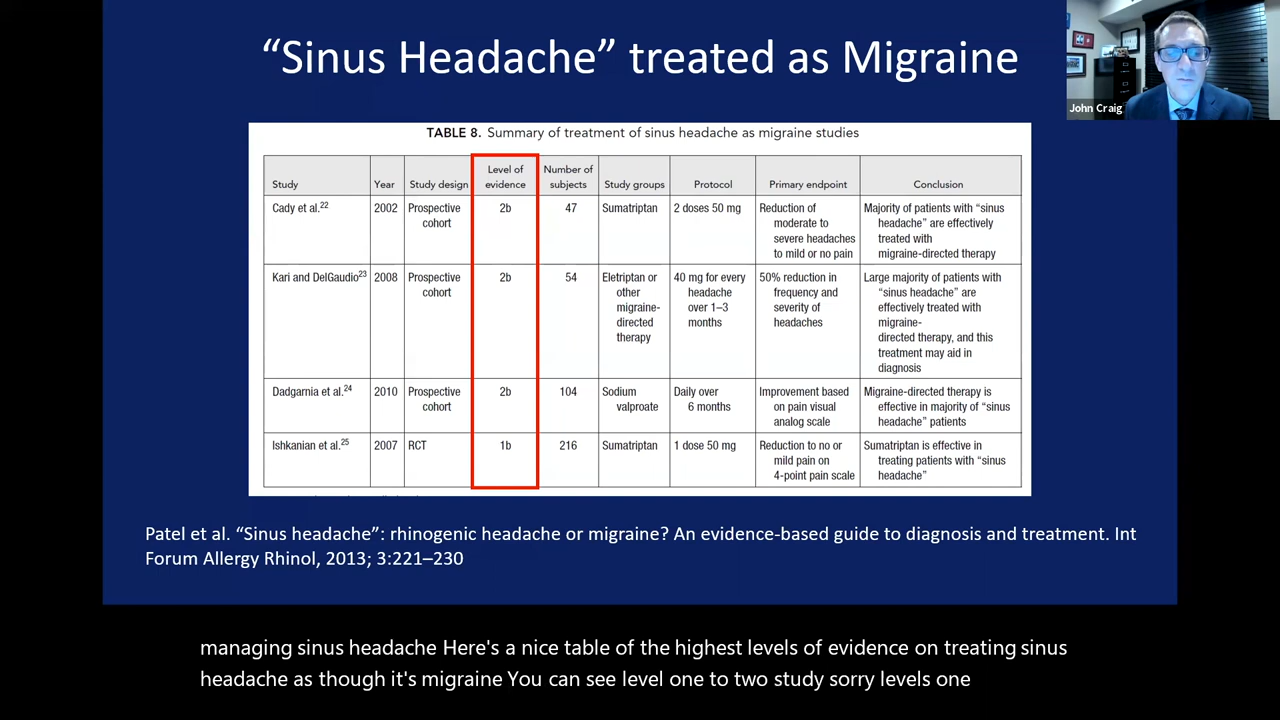 “Sinus Headache” treated as Migraine
John Craig
TABLE 8. Summary of treatment of sinus headache as migraine studies
Study Year Study design Level of evidence Number of subjects Study groups Protocol Primary endpoint Conclusion
Cady et al.22 2002 Prospective cohort 2b 47 Sumatriptan 2 doses 50 mg Reduction of moderate to severe headaches to mild or no pain Majority of patients with “sinus headache” are effectively treated with migraine-directed therapy
Kari and DelGaudio23 2008 Prospective cohort 2b 54 Eletriptan or other migraine-directed therapy 40 mg for every headache over 1–3 months 50% reduction in frequency and severity of headaches Large majority of patients with “sinus headache” are effectively treated with migraine-directed therapy, and this treatment may aid in diagnosis
Dadgarnia et al.24 2010 Prospective cohort 2b 104 Sodium valproate Daily over 6 months Improvement based on pain visual analog scale Migraine-directed therapy is effective in majority of “sinus headache” patients
Ishkanian et al.25 2007 RCT 1b 216 Sumatriptan 1 dose 50 mg Reduction to no or mild pain on 4-point pain scale Sumatriptan is effective in treating patients with “sinus headache”
Patel et al. “Sinus headache”: rhinogenic headache or migraine? An evidence-based guide to diagnosis and treatment. Int
Forum Allergy Rhinol, 2013; 3:221–230
managing sinus headache Here's a nice table of the highest levels of evidence on treating sinus
headache as though it's migraine You can see level one to two study sorry levels one